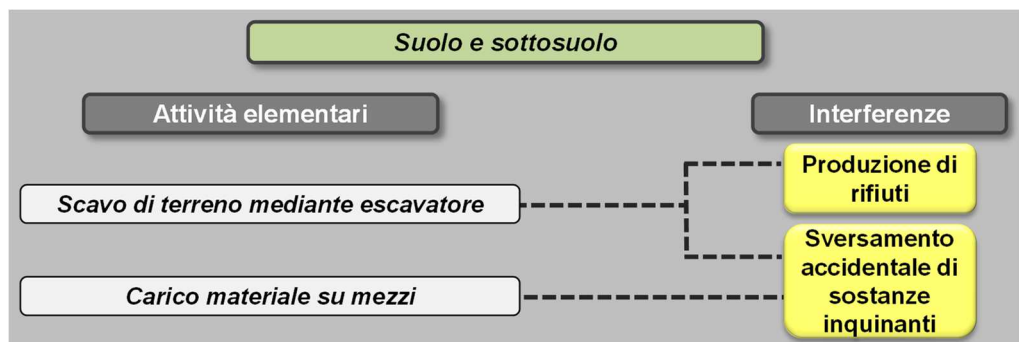 Suolo e sottosuolo
Attività elementari
Interferenze
Produzione di
rifiuti
Scavo di terreno mediante escavatore
Sversamento
accidentale di
sostanze
inquinanti
Carico materiale su mezzi